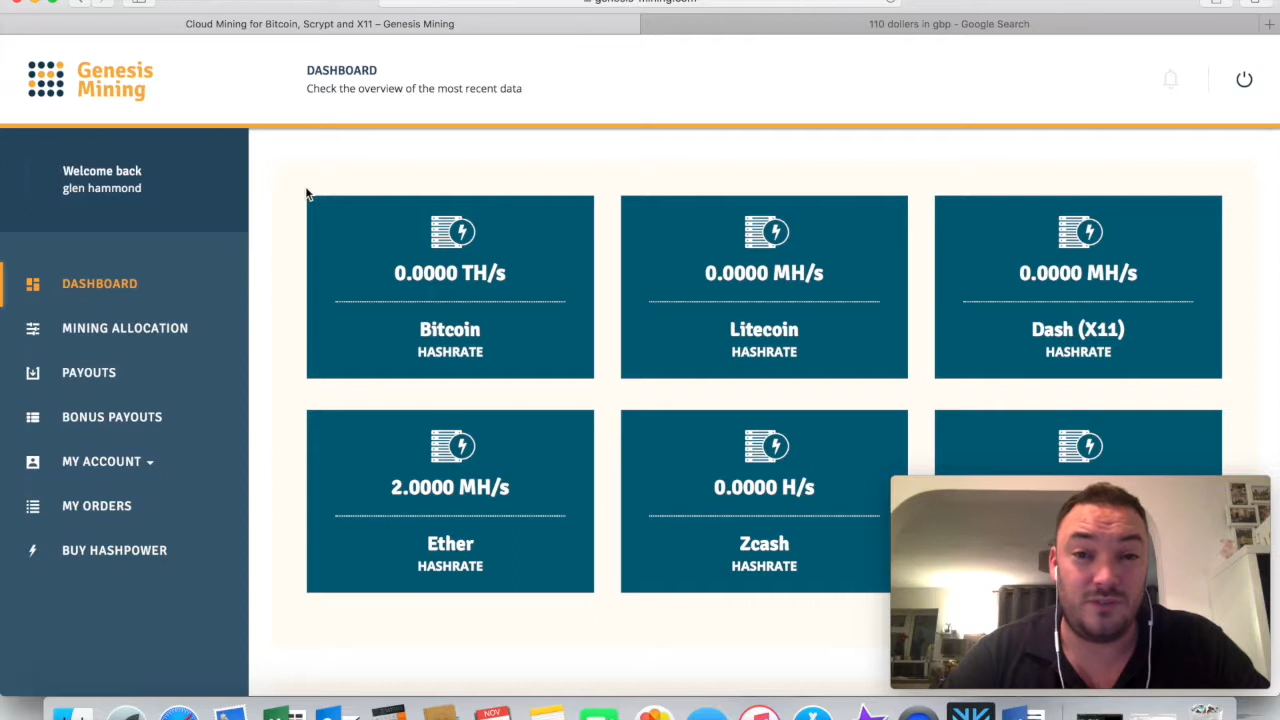 Cloud Mining for Bitcoin, Scrypt and X11 – Genesis Mining
110 dollers in gbp - Google Search
Genesis
Mining
DASHBOARD
Check the overview of the most recent data
Welcome back
glen hammond
DASHBOARD
MINING ALLOCATION
PAYOUTS
BONUS PAYOUTS
MY ACCOUNT
MY ORDERS
BUY HASHPOWER
0.0000 TH/s
Bitcoin
HASHRATE
0.0000 MH/s
Litecoin
HASHRATE
0.0000 MH/s
Dash (X11)
HASHRATE
2.0000 MH/s
Ether
HASHRATE
0.0000 H/s
Zcash
HASHRATE
NOV